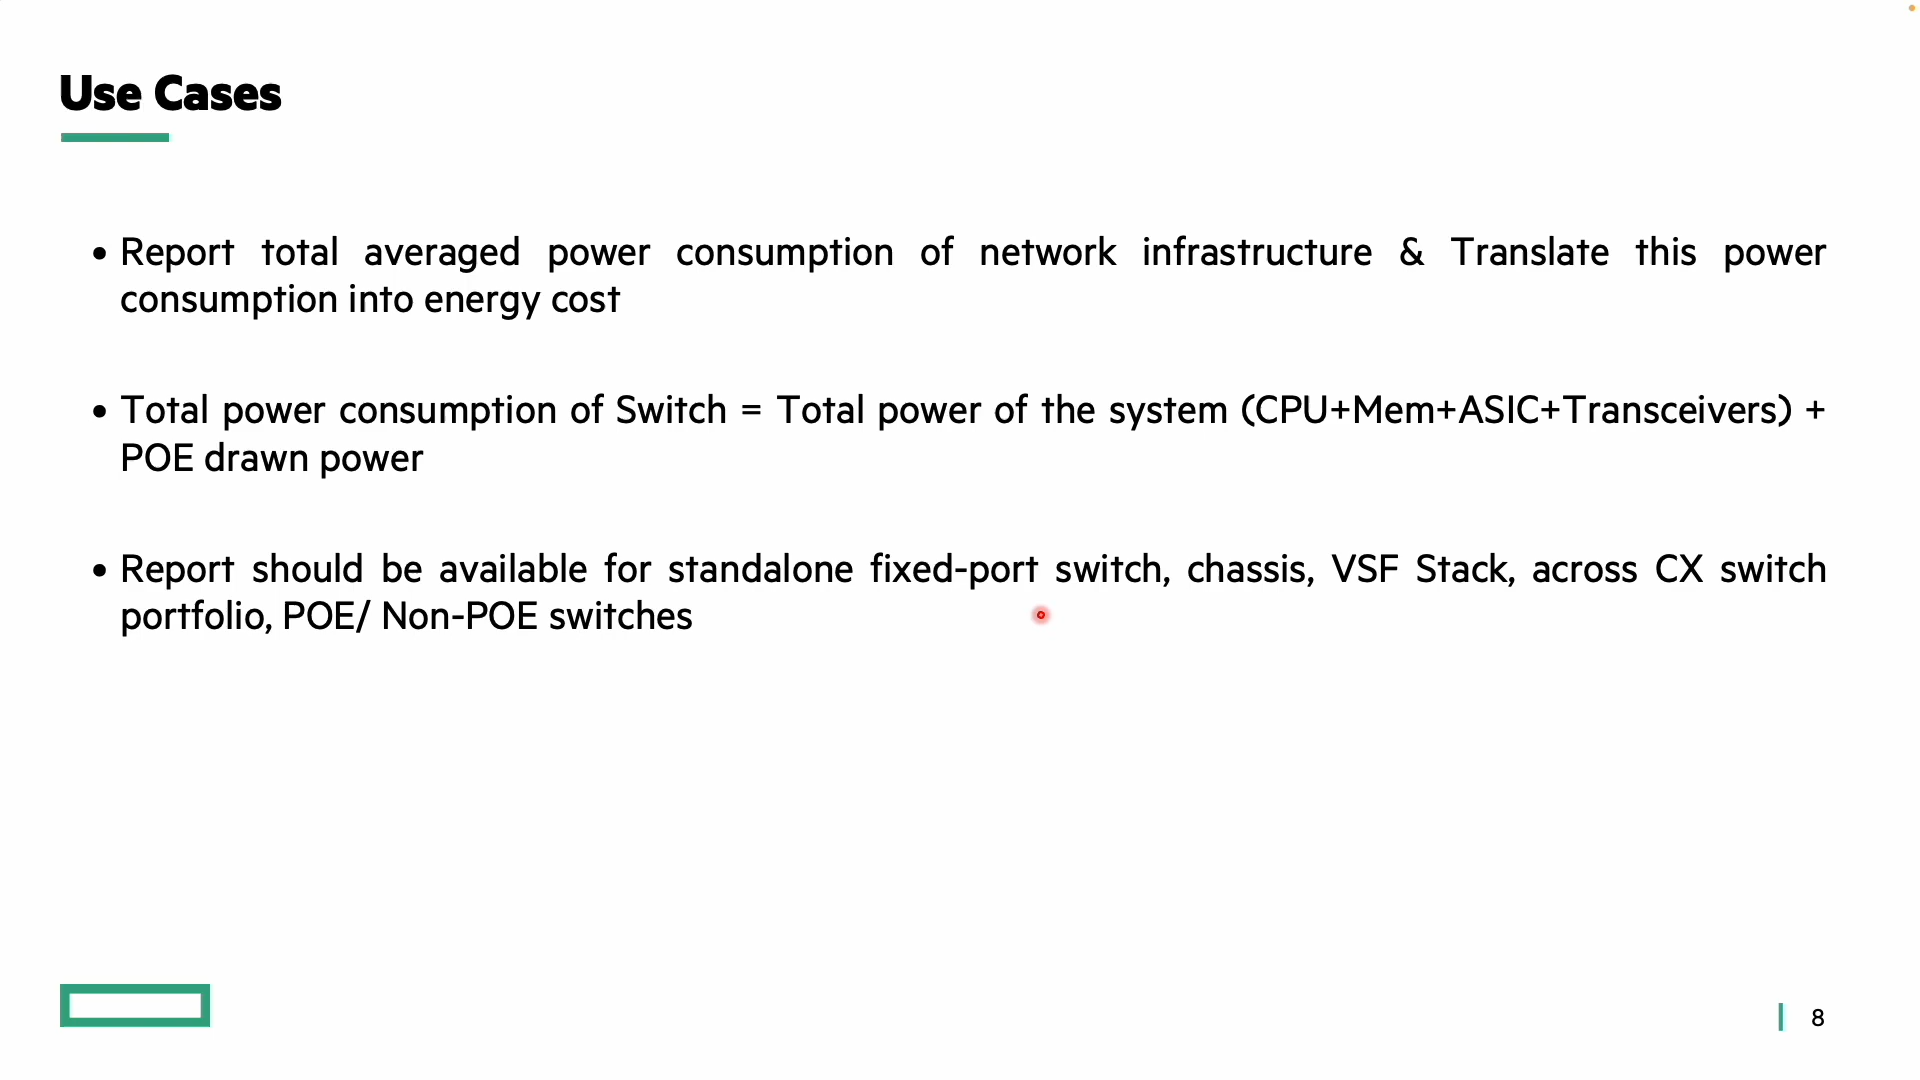 Use Cases
• Report total averaged power consumption of network infrastructure & Translate this power
consumption into energy cost
• Total power consumption of Switch = Total power of the system (CPU+Mem+ASIC+Transceivers) +
POE drawn power
• Report should be available for standalone fixed-port switch, chassis, VSF Stack, across CX switch
portfolio, POE/ Non-POE switches
8